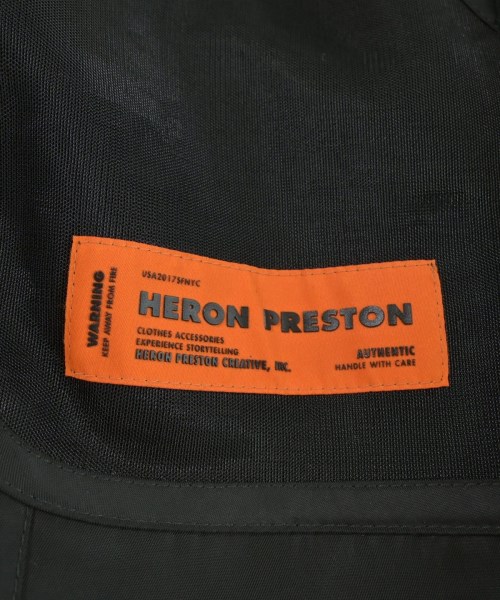 WARNING
KEEP AWAY FROM FIRE
USA2017SFNYC
HERON PRESTON
CLOTHES ACCESSORIES
EXPERIENCE STORYTELLING
HERON PRESTON CREATIVE, INC.
AUTHENTIC
HANDLE WITH CARE